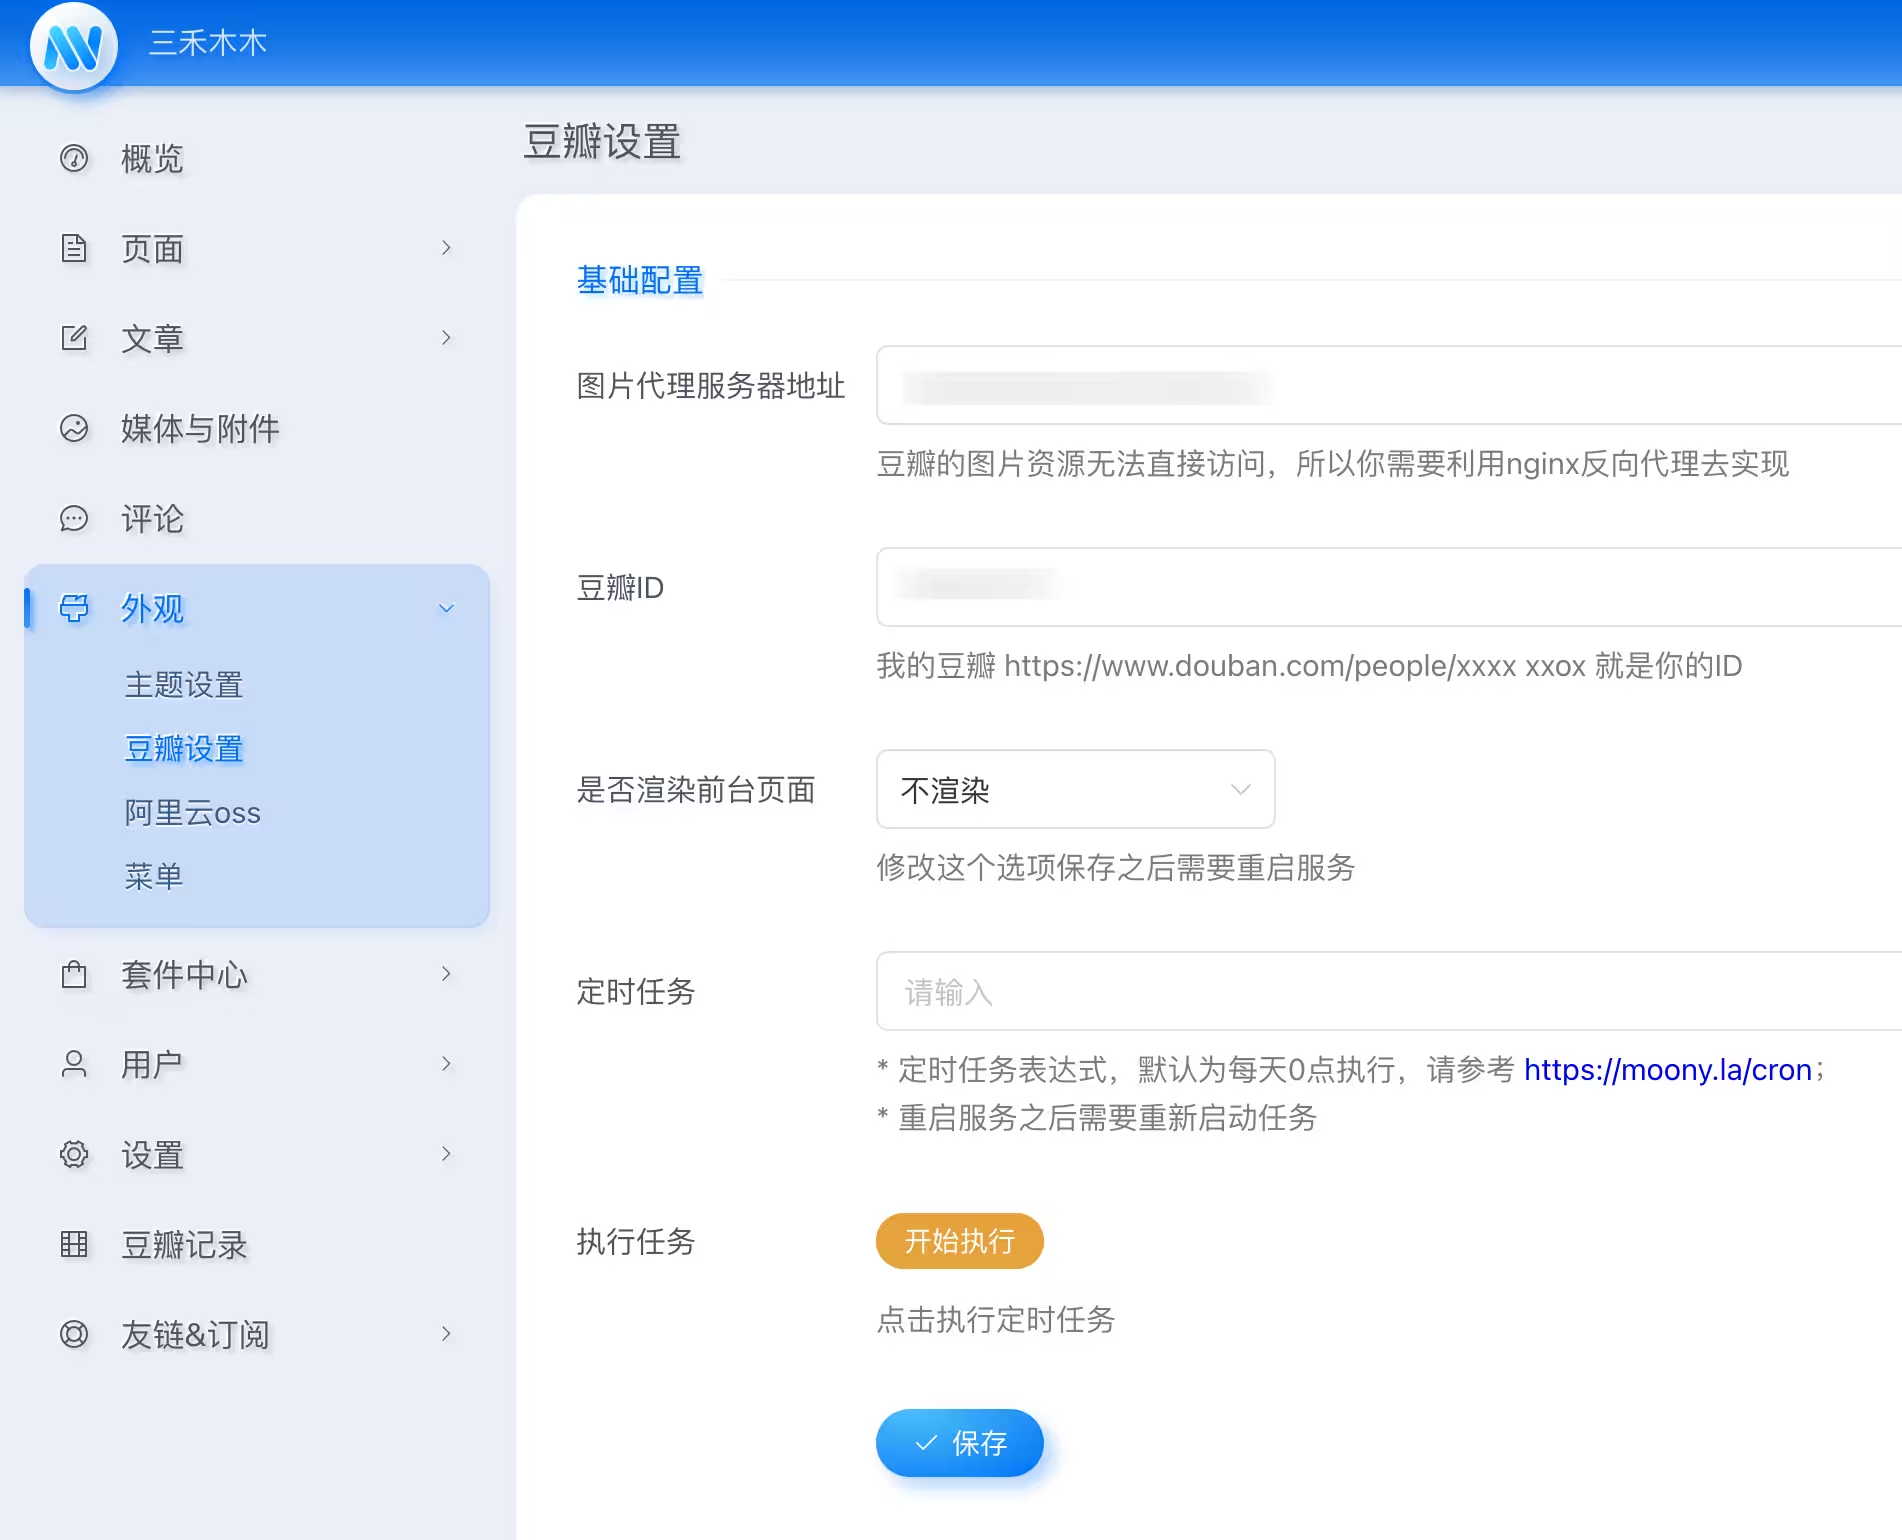 三禾木木
概览
页面
文章
媒体与附件
评论
外观
主题设置
豆瓣设置
阿里云oss
菜单
套件中心
用户
设置
豆瓣记录
友链&订阅
豆瓣设置
基础配置
图片代理服务器地址
豆瓣的图片资源无法直接访问，所以你需要利用nginx反向代理去实现
豆瓣ID
我的豆瓣 https://www.douban.com/people/xxxx xxox 就是你的ID
是否渲染前台页面
不渲染
修改这个选项保存之后需要重启服务
定时任务
请输入
* 定时任务表达式，默认为每天0点执行，请参考 https://moony.la/cron；
* 重启服务之后需要重新启动任务
执行任务
开始执行
点击执行定时任务
保存